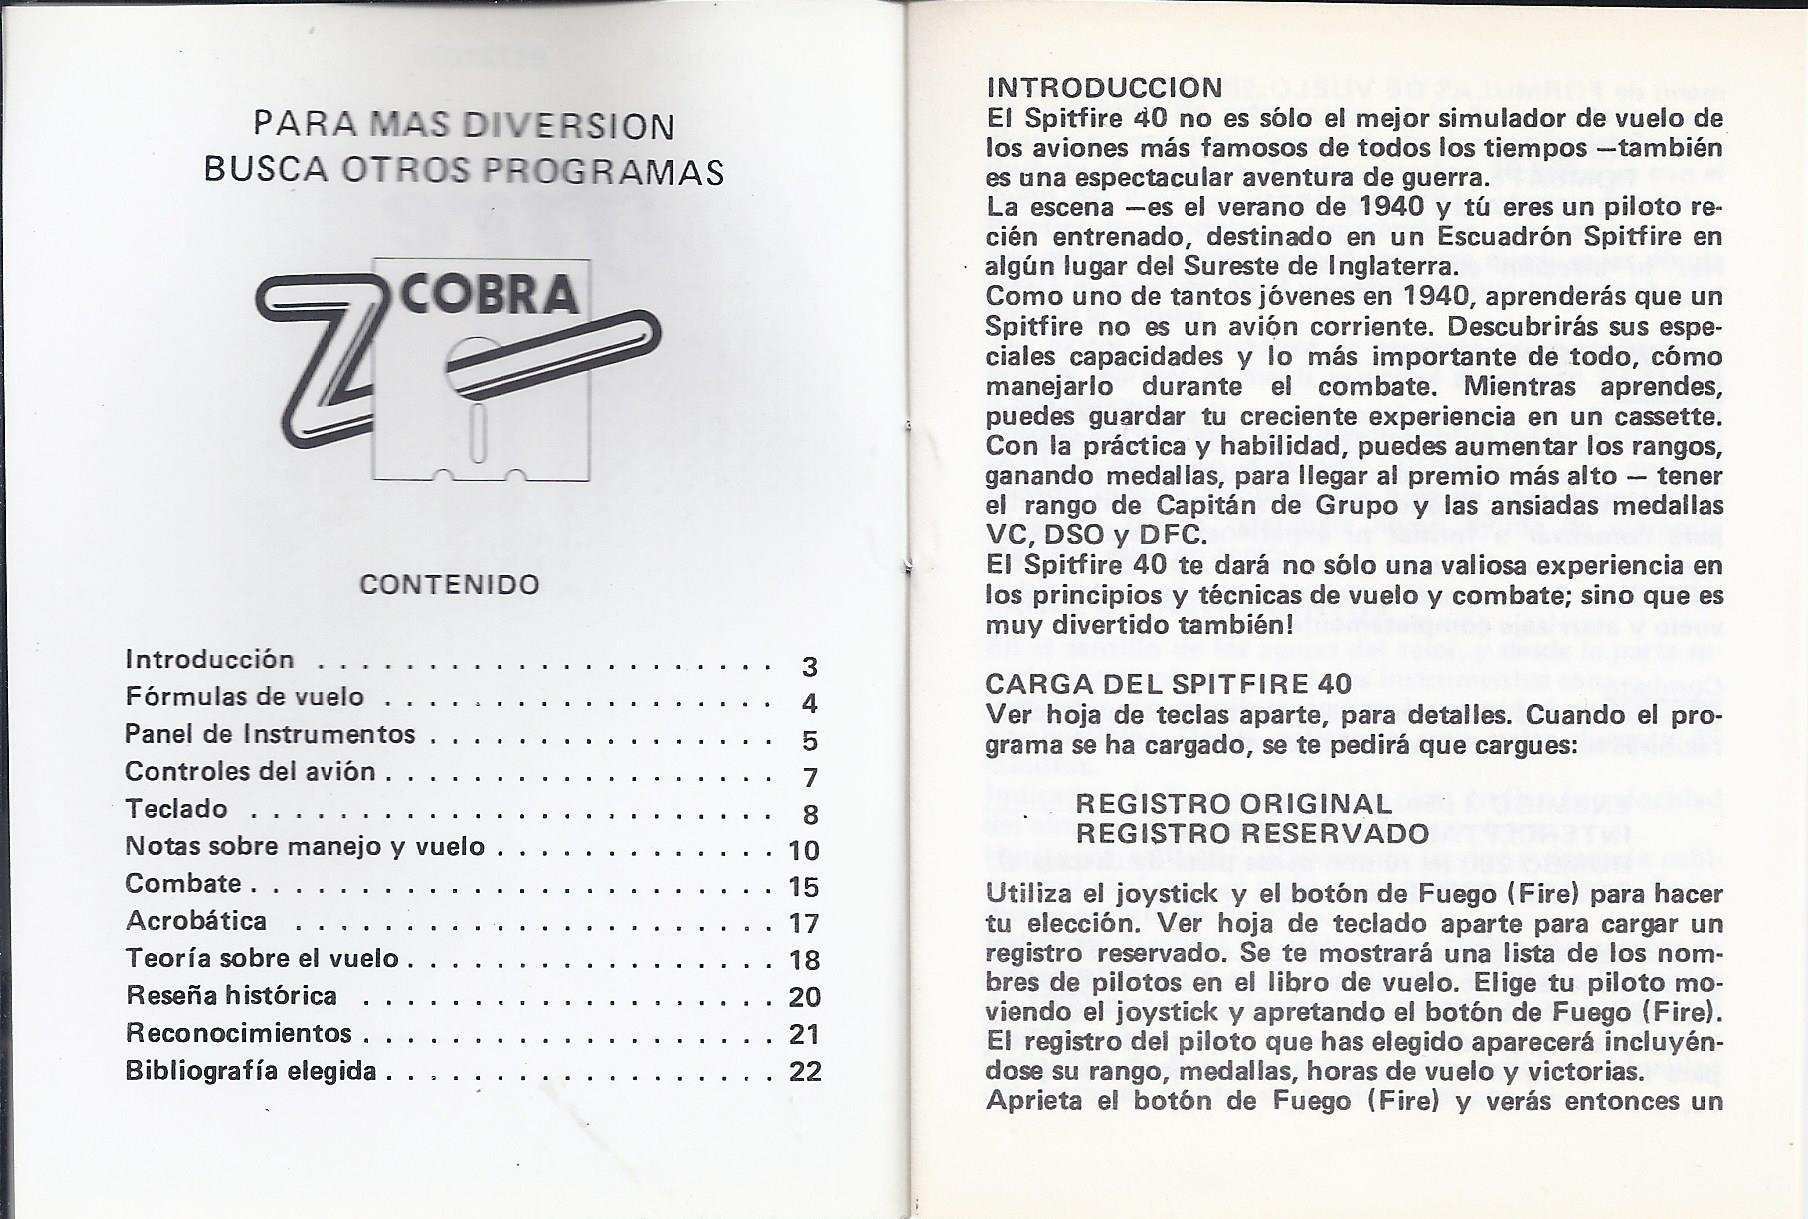 PARA MAS DIVERSION
BUSCA OTROS PROGRAMAS
COBRA
CONTENIDO
Introducción . . . . . . . . . . . . . . . . . . . . . . 3
Fórmulas de vuelo . . . . . . . . . . . . . . . . . . . 4
Panel de Instrumentos . . . . . . . . . . . . . . . . . 5
Controles del avión . . . . . . . . . . . . . . . . . . . 7
Teclado . . . . . . . . . . . . . . . . . . . . . . . . . 8
Notas sobre manejo y vuelo . . . . . . . . . . . . . . 10
Combate . . . . . . . . . . . . . . . . . . . . . . . . . 15
Acrobática . . . . . . . . . . . . . . . . . . . . . . . 17
Teoría sobre el vuelo . . . . . . . . . . . . . . . . . . 18
Reseña histórica . . . . . . . . . . . . . . . . . . . . 20
Reconocimientos . . . . . . . . . . . . . . . . . . . . 21
Bibliografía elegida . . . . . . . . . . . . . . . . . . . 22
INTRODUCCION
El Spitfire 40 no es sólo el mejor simulador de vuelo de
los aviones más famosos de todos los tiempos —también
es una espectacular aventura de guerra.
La escena —es el verano de 1940 y tú eres un piloto re-
cién entrenado, destinado en un Escuadrón Spitfire en
algún lugar del Sureste de Inglaterra.
Como uno de tantos jóvenes en 1940, aprenderás que un
Spitfire no es un avión corriente. Descubrirás sus espe-
ciales capacidades y lo más importante de todo, cómo
manejarlo durante el combate. Mientras aprendes,
puedes guardar tu creciente experiencia en un cassette.
Con la práctica y habilidad, puedes aumentar los rangos,
ganando medallas, para llegar al premio más alto — tener
el rango de Capitán de Grupo y las ansiadas medallas
VC, DSO y DFC.
El Spitfire 40 te dará no sólo una valiosa experiencia en
los principios y técnicas de vuelo y combate; sino que es
muy divertido también!
CARGA DEL SPITFIRE 40
Ver hoja de teclas aparte, para detalles. Cuando el pro-
grama se ha cargado, se te pedirá que cargues:
REGISTRO ORIGINAL
REGISTRO RESERVADO
Utiliza el joystick y el botón de Fuego (Fire) para hacer
tu elección. Ver hoja de teclado aparte para cargar un
registro reservado. Se te mostrará una lista de los nom-
bres de pilotos en el libro de vuelo. Elige tu piloto mo-
viendo el joystick y apretando el botón de Fuego (Fire).
El registro del piloto que has elegido aparecerá incluyén-
dose su rango, medallas, horas de vuelo y victorias.
Aprieta el botón de Fuego (Fire) y verás entonces un